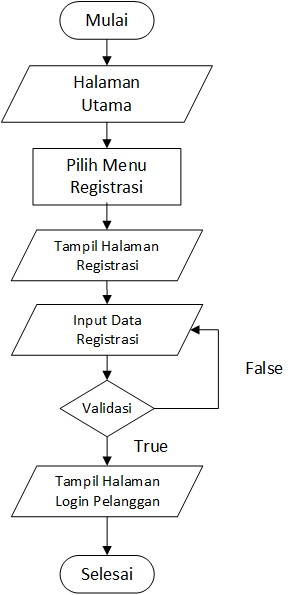 Mulai
Halaman
Utama
Pilih Menu
Registrasi
Tampil Halaman
Registrasi
Input Data
Registrasi
False
Validasi
True
Tampil Halaman
Login Pelanggan
Selesai